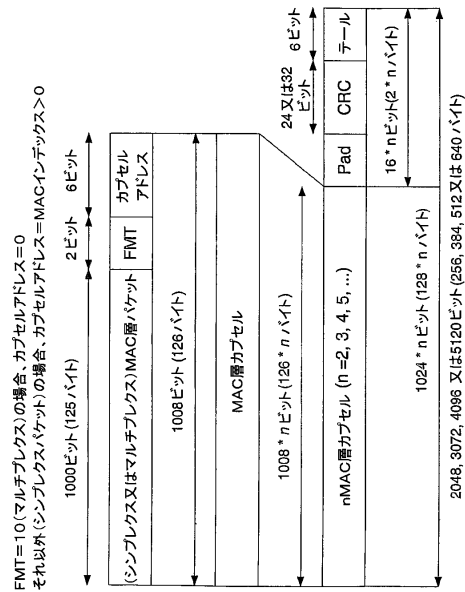 FMT=10(マルチプレクス)の場合、カプセルアドレス=0
それ以外(シンプレクスパケット)の場合、カプセルアドレス=MACインデックス>0
1000ビット(125バイト)
2ビット
6ビット
(シンプレクス又はマルチプレクス)MAC層パケット
FMT
カプセル
アドレス
1008ビット(126バイト)
MAC層カプセル
1008*nビット(126*nバイト)
24又は32
ビット
6ビット
nMAC層カプセル (n=2, 3, 4, 5, ...)
Pad
CRC
テール
16*nビット(2*nバイト)
1024*nビット(128*nバイト)
2048, 3072, 4096 又は5120ビット(256, 384, 512又は 640 バイト)